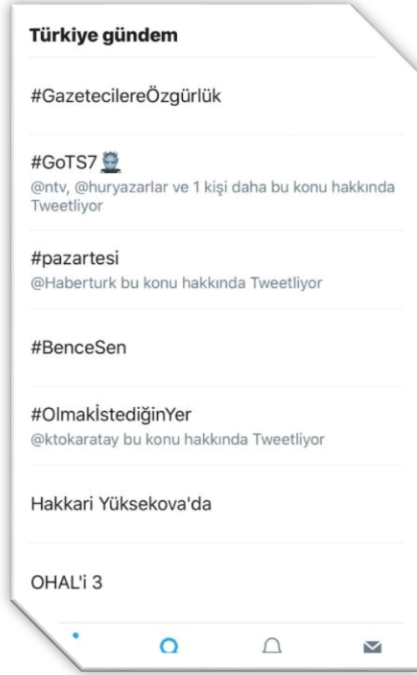 Türkiye gündem
#GazetecilereÖzgürlük
#GoTS7
@ntv, @huryazarlar ve 1 kişi daha bu konu hakkında
Tweetliyor
#pazartesi
@Haberturk bu konu hakkında Tweetliyor
#BenceSen
#OlmakİstediğinYer
@ktokaratay bu konu hakkında Tweetliyor
Hakkari Yüksekova'da
OHAL'i 3